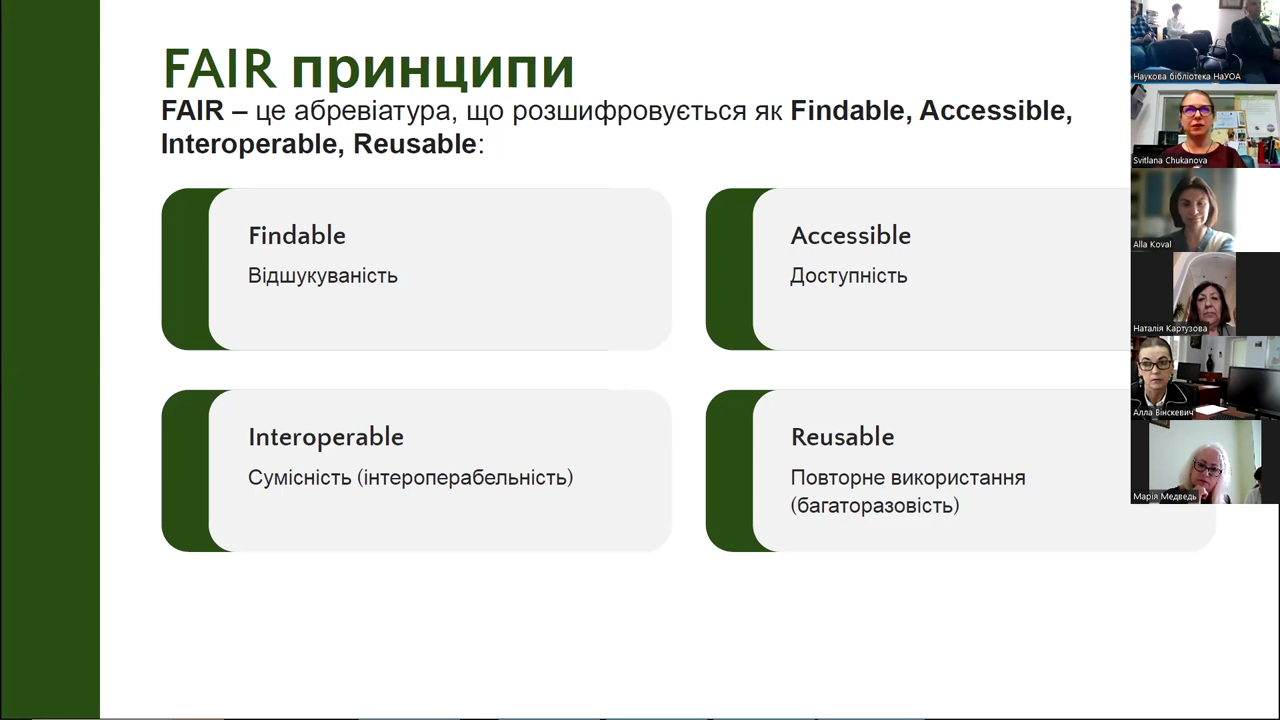 FAIR принципи
FAIR – це абревіатура, що розшифровується як Findable, Accessible,
Interoperable, Reusable:
Findable
Відшукуваність
Accessible
Доступність
Interoperable
Сумісність (інтероперабельність)
Reusable
Повторне використання
(багаторазовість)
Наукова бібліотека НаУОА
Svitlana Chukanova
Alla Koval
Наталія Картузова
Алла Вінскевич
Марія Медведь